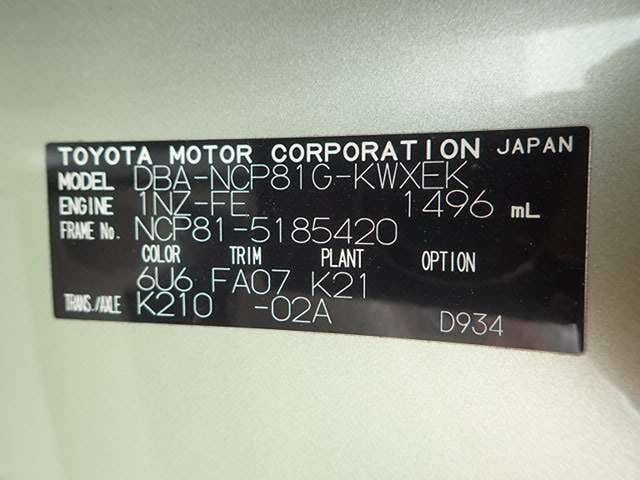 TOYOTA MOTOR CORPORATION JAPAN
MODEL DBA-NCP81G-KWXEK
ENGINE 1NZ-FE 1496 mL
FRAME No. NCP81-5185420
COLOR TRIM PLANT OPTION
6U6 FA07 K21
TRANS./AXLE K210 -02A D934